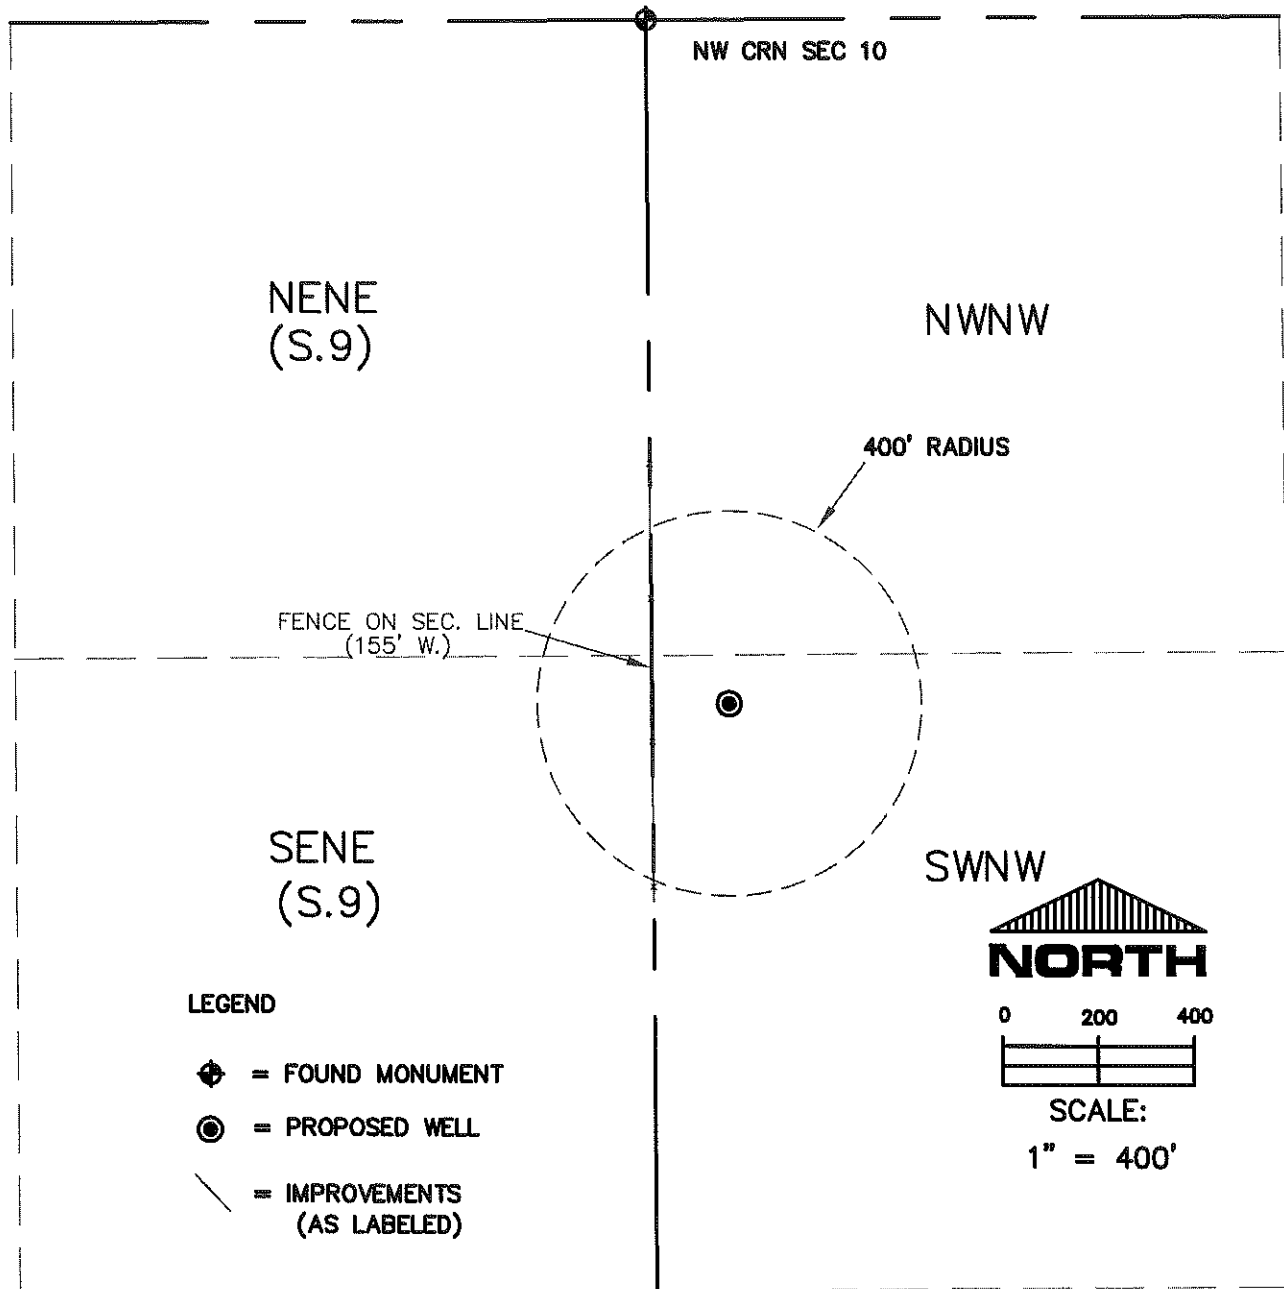 NW CRN SEC 10
NENE
(S.9)
NWNW
400' RADIUS
FENCE ON SEC. LINE
(155' W.)
SENE
(S.9)
SWNW
NORTH
0 200 400
SCALE:
1" = 400'
LEGEND
= FOUND MONUMENT
= PROPOSED WELL
= IMPROVEMENTS
(AS LABELED)